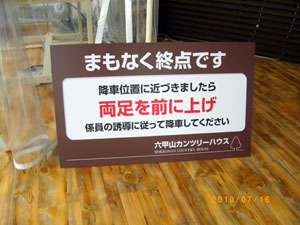 まもなく終点です
降車位置に近づきましたら
両足を前に上げ
係員の誘導に従って降車してください
六甲山カンツリーハウス
ROKKOSAN COUNTRY HOUSE
2010/07/16